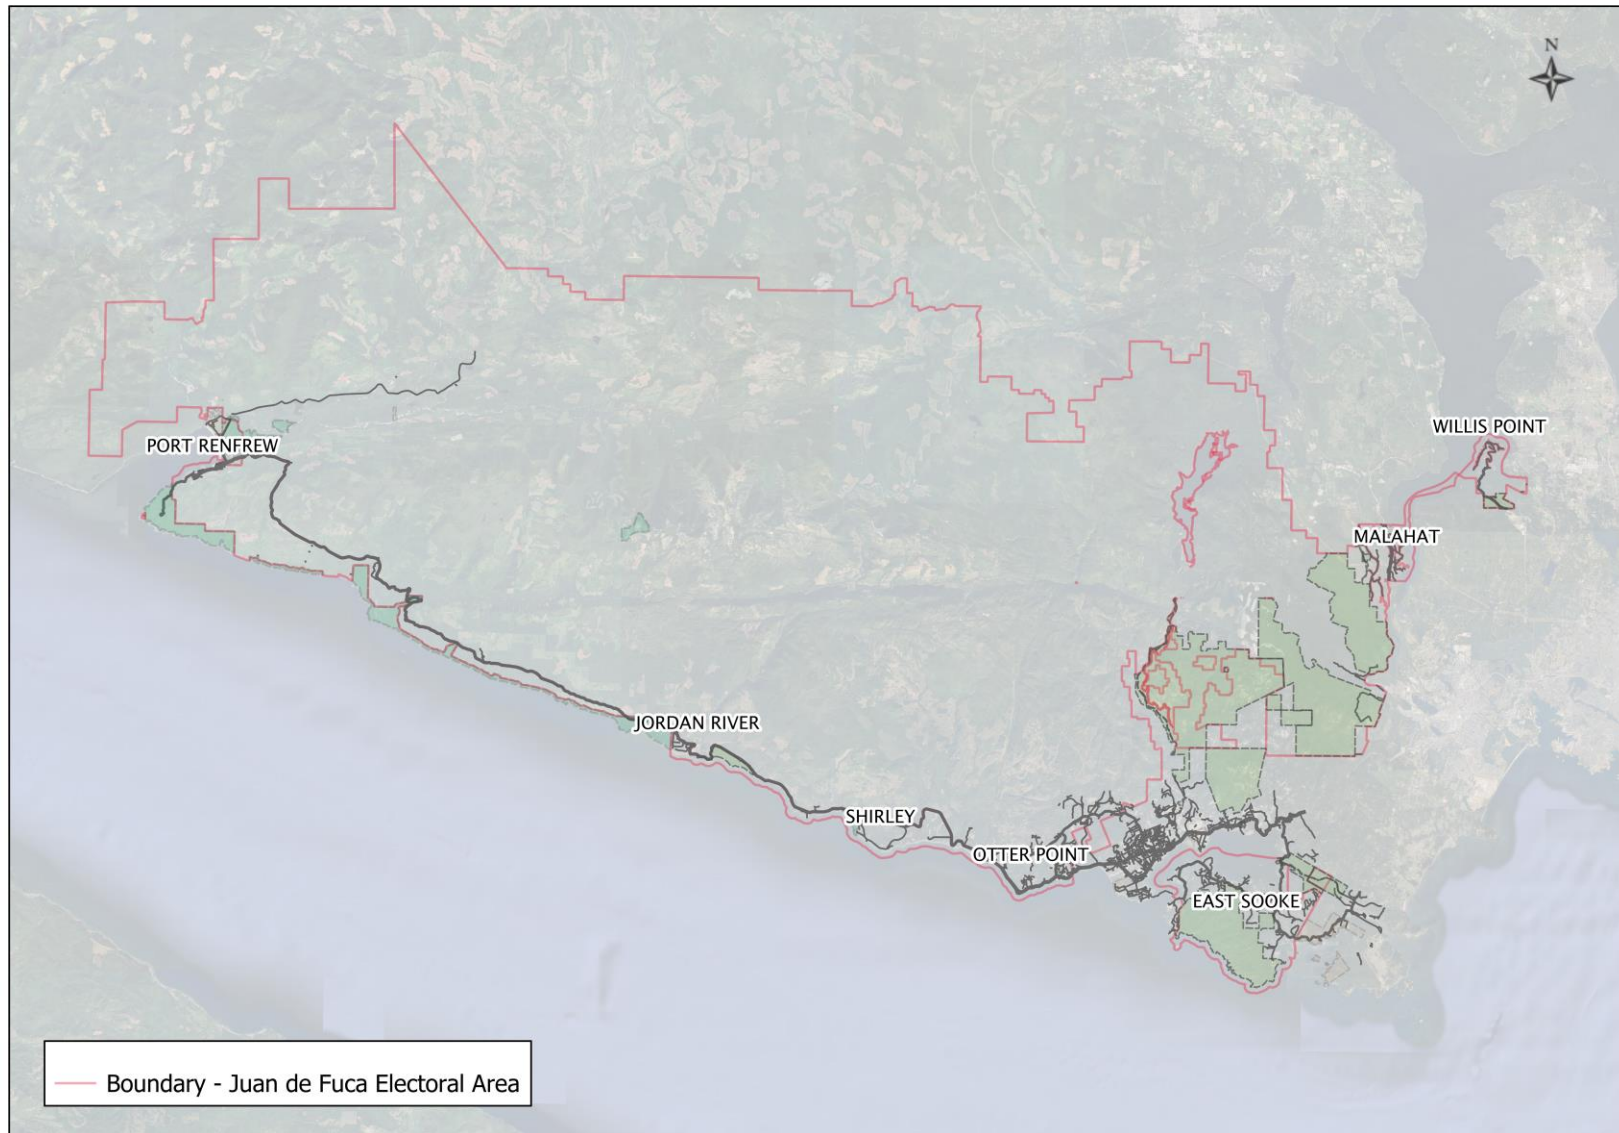 N
WILLIS POINT
PORT RENFREW
MALAHAT
JORDAN RIVER
SHIRLEY
OTTER POINT
EAST SOOKE
Boundary - Juan de Fuca Electoral Area